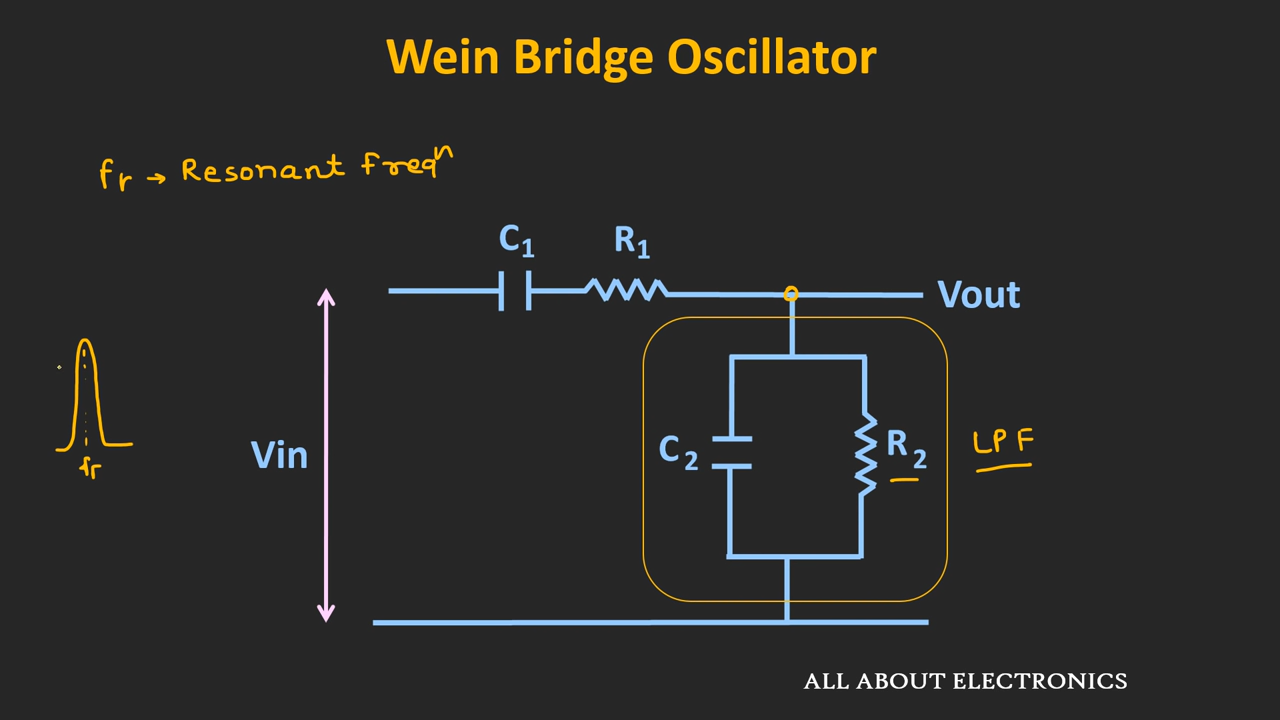 Wein Bridge Oscillator
fr → Resonant Freqⁿ
C₁ R₁
Vout
C₂ R₂ LPF
Vin
fr
ALL ABOUT ELECTRONICS